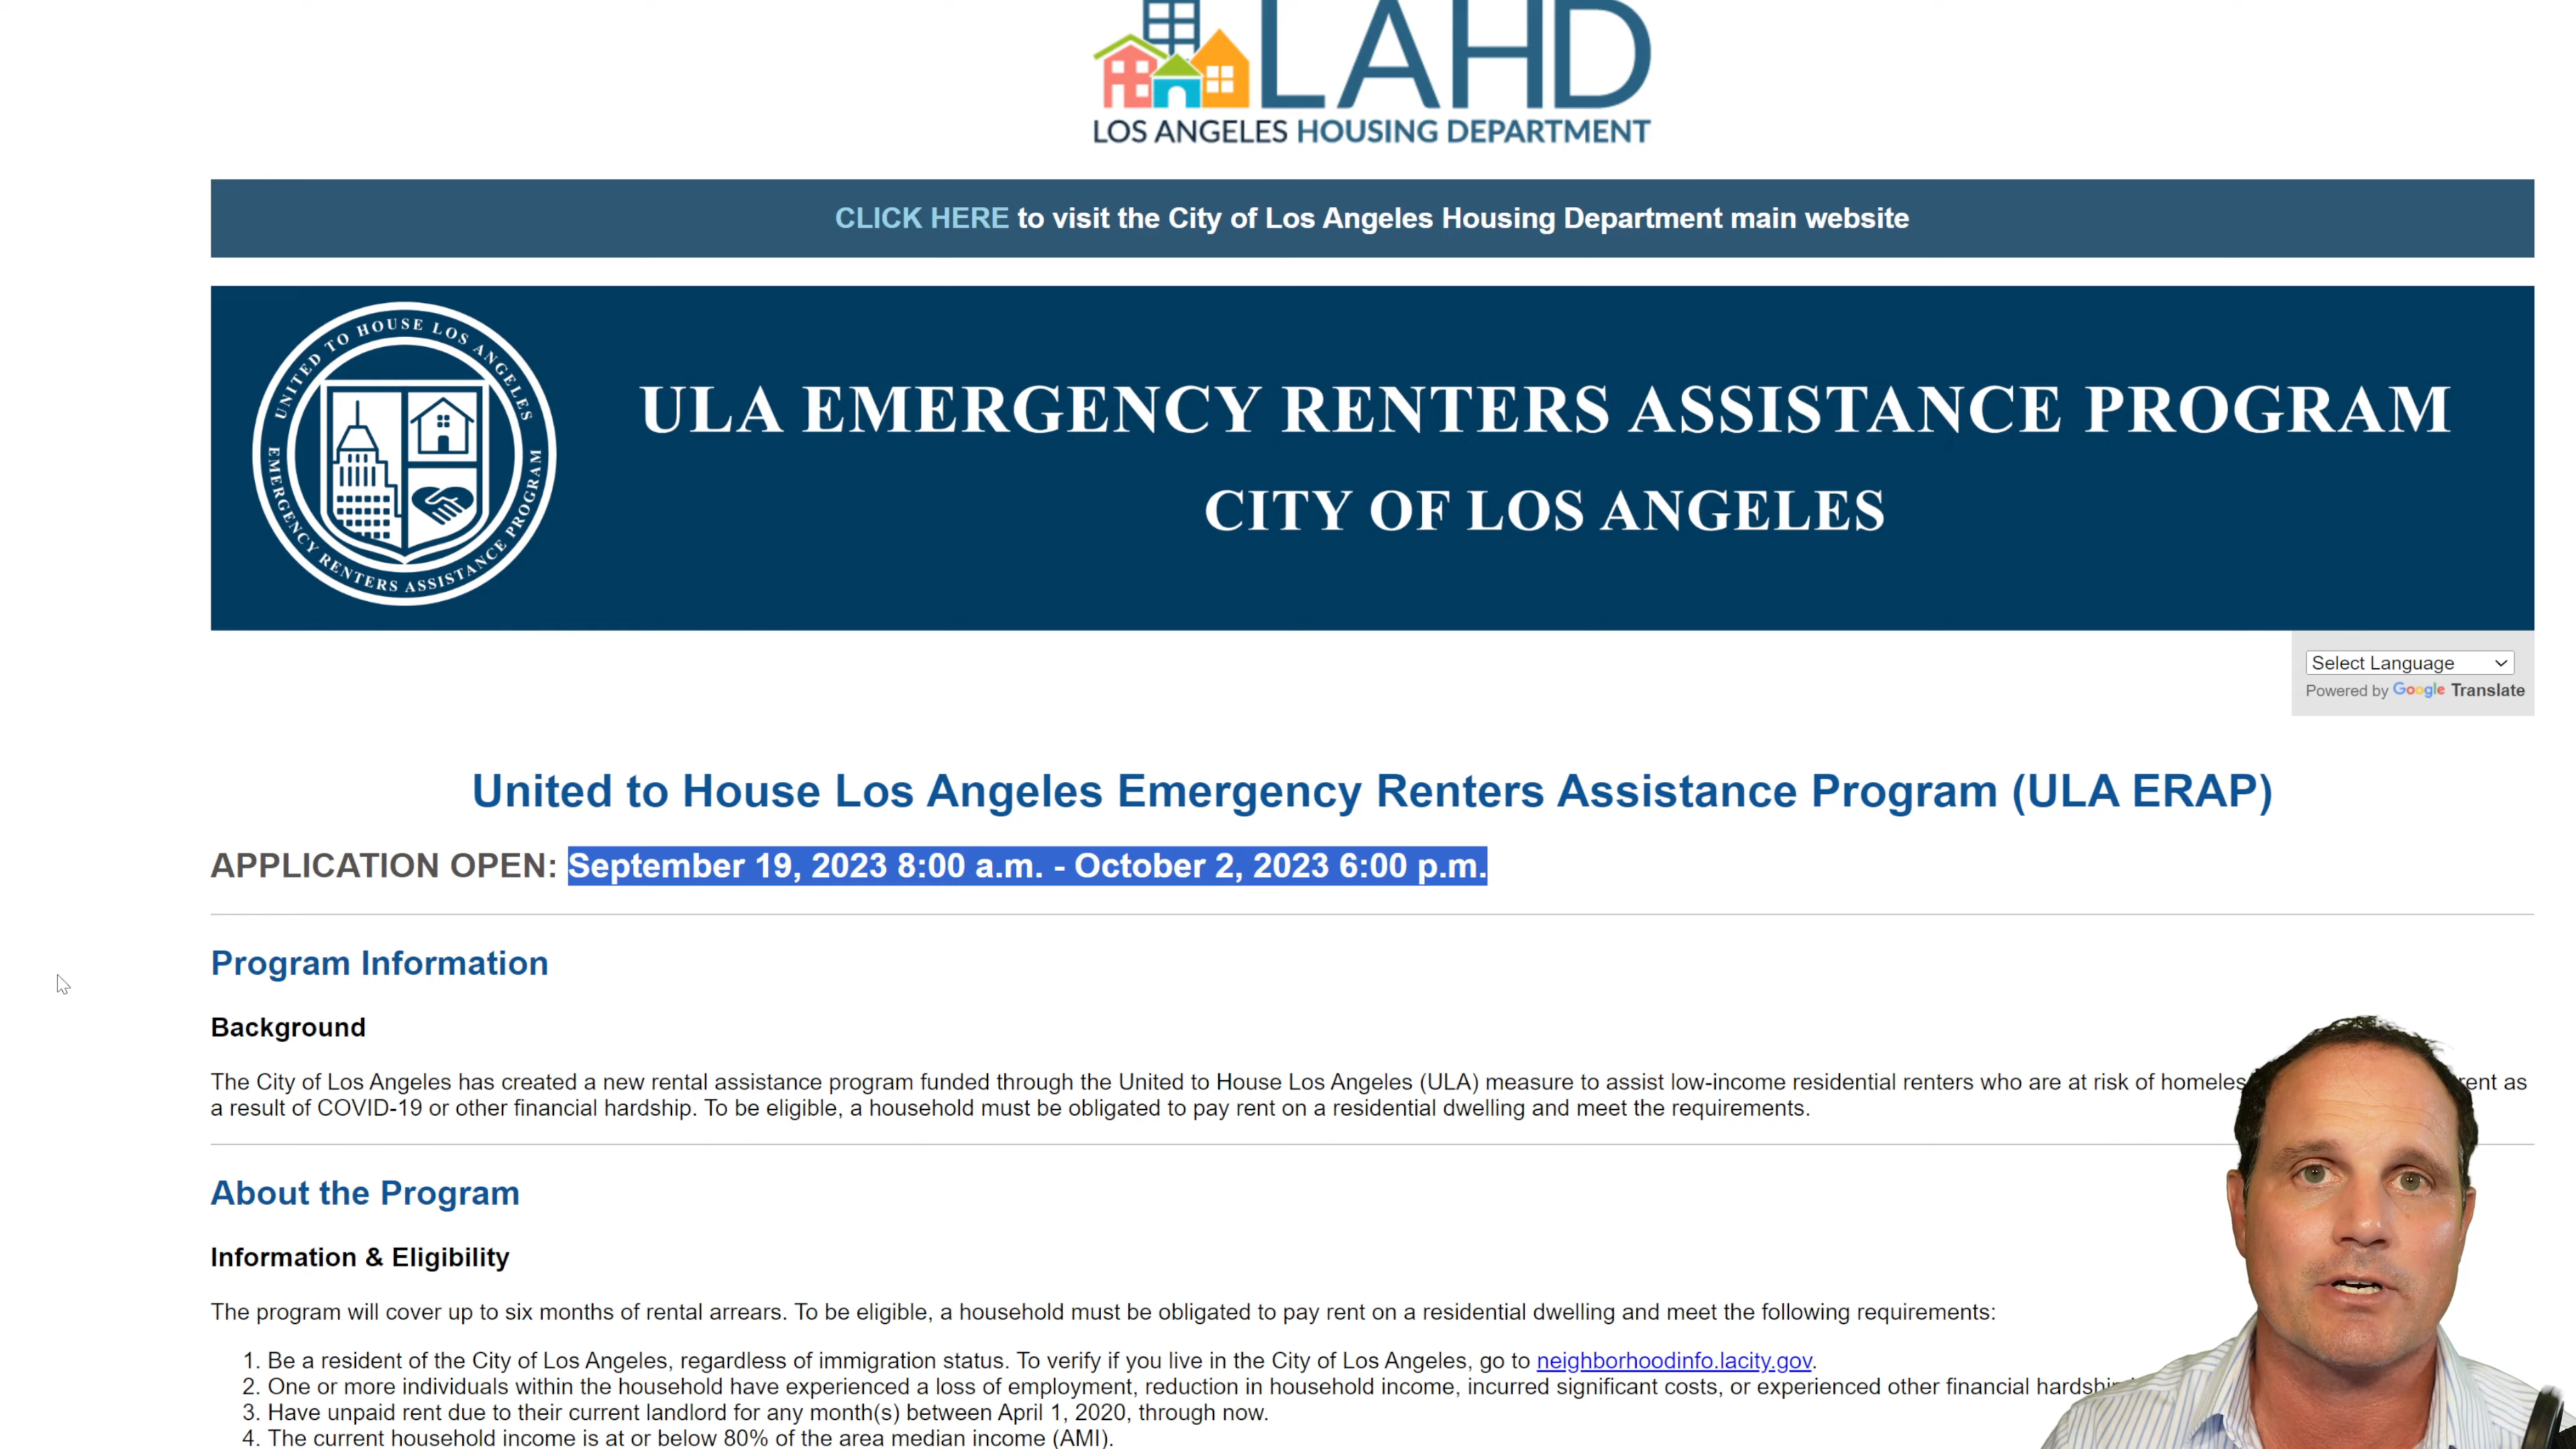 LAHD
LOS ANGELES HOUSING DEPARTMENT
CLICK HERE to visit the City of Los Angeles Housing Department main website
UNITED TO HOUSE LOS ANGELES
EMERGENCY RENTERS ASSISTANCE PROGRAM
ULA EMERGENCY RENTERS ASSISTANCE PROGRAM
CITY OF LOS ANGELES
Select Language
Powered by Google Translate
United to House Los Angeles Emergency Renters Assistance Program (ULA ERAP)
APPLICATION OPEN: September 19, 2023 8:00 a.m. - October 2, 2023 6:00 p.m.
Program Information
Background
The City of Los Angeles has created a new rental assistance program funded through the United to House Los Angeles (ULA) measure to assist low-income residential renters who are at risk of rent as
a result of COVID-19 or other financial hardship. To be eligible, a household must be obligated to pay rent on a residential dwelling and meet the requirements.
About the Program
Information & Eligibility
The program will cover up to six months of rental arrears. To be eligible, a household must be obligated to pay rent on a residential dwelling and meet the following requirements:
1. Be a resident of the City of Los Angeles, regardless of immigration status. To verify if you live in the City of Los Angeles, go to neighborhoodinfo.lacity.gov.
2. One or more individuals within the household have experienced a loss of employment, reduction in household income, incurred significant costs, or experienced other financial
3. Have unpaid rent due to their current landlord for any month(s) between April 1, 2020, through now.
4. The current household income is at or below 80% of the area median income (AMI).